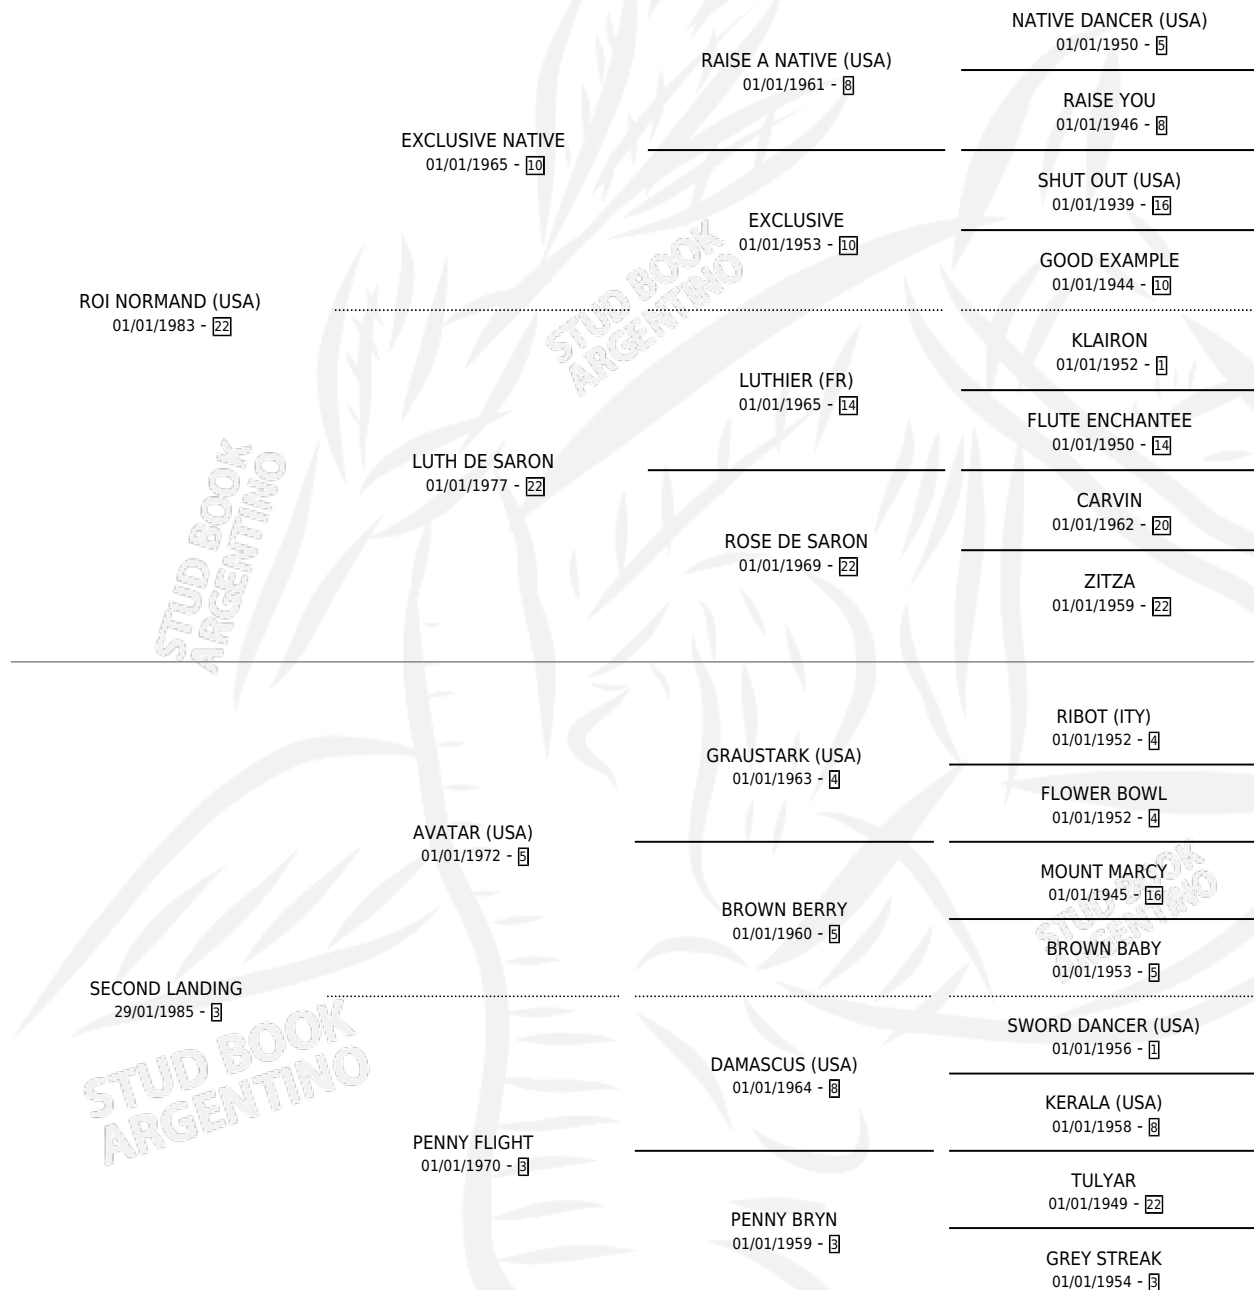 NATIVE DANCER (USA)
01/01/1950 - 5
RAISE A NATIVE (USA)
01/01/1961 - 8
RAISE YOU
01/01/1946 - 8
EXCLUSIVE NATIVE
01/01/1965 - 10
SHUT OUT (USA)
01/01/1939 - 16
EXCLUSIVE
01/01/1953 - 10
GOOD EXAMPLE
01/01/1944 - 10
ROI NORMAND (USA)
01/01/1983 - 22
KLAIRON
01/01/1952 - 1
LUTHIER (FR)
01/01/1965 - 14
FLUTE ENCHANTEE
01/01/1950 - 14
LUTH DE SARON
01/01/1977 - 22
CARVIN
01/01/1962 - 20
ROSE DE SARON
01/01/1969 - 22
ZITZA
01/01/1959 - 22
RIBOT (ITY)
01/01/1952 - 4
GRAUSTARK (USA)
01/01/1963 - 4
FLOWER BOWL
01/01/1952 - 4
AVATAR (USA)
01/01/1972 - 5
MOUNT MARCY
01/01/1945 - 16
BROWN BERRY
01/01/1960 - 5
BROWN BABY
01/01/1953 - 5
SECOND LANDING
29/01/1985 - 3
SWORD DANCER (USA)
01/01/1956 - 1
DAMASCUS (USA)
01/01/1964 - 8
KERALA (USA)
01/01/1958 - 8
PENNY FLIGHT
01/01/1970 - 3
TULYAR
01/01/1949 - 22
PENNY BRYN
01/01/1959 - 3
GREY STREAK
01/01/1954 - 3
STUD BOOK
ARGENTINO
STUD BOOK
ARGENTINO
STUD BOOK
ARGENTINO
STUD BOOK
ARGENTINO